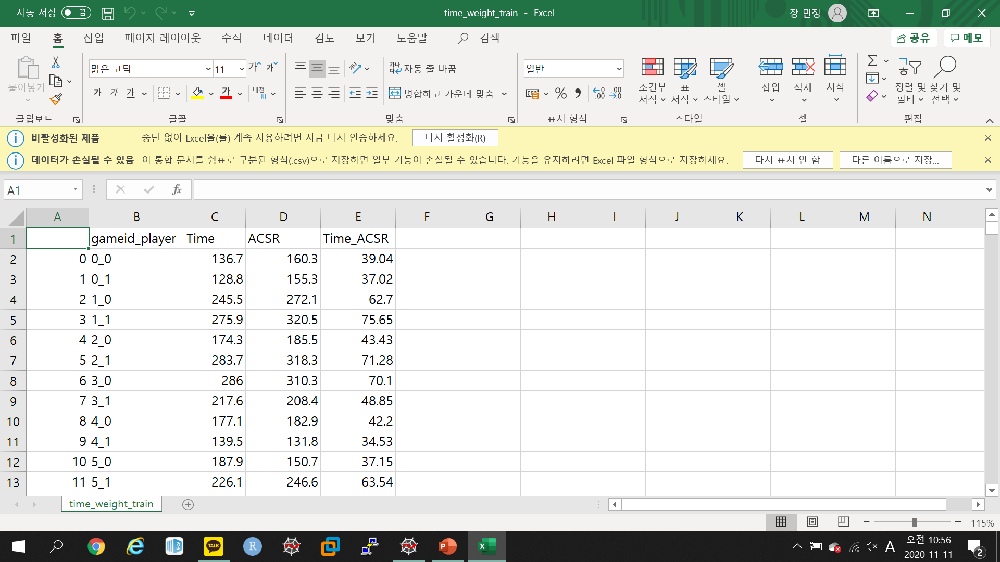 자동 저장 끔 time_weight_train - Excel 장 민정
파일 홈 삽입 페이지 레이아웃 수식 데이터 검토 보기 도움말 검색 공유 메모
붙여넣기
클립보드
맑은 고딕 11 가 가
가 가 가 가 내천 川
글꼴
가나다 자동 줄 바꿈
병합하고 가운데 맞춤
맞춤
일반
% .00 .00
표시 형식
조건부 서식 표 서식 셀 스타일
스타일
삽입 삭제 서식
셀
정렬 및 필터 찾기 및 선택
편집
비활성화된 제품 중단 없이 Excel을(를) 계속 사용하려면 지금 다시 인증하세요. 다시 활성화(R)
데이터가 손실될 수 있음 이 통합 문서를 쉼표로 구분된 형식(.csv)으로 저장하면 일부 기능이 손실될 수 있습니다. 기능을 유지하려면 Excel 파일 형식으로 저장하세요. 다시 표시 안 함 다른 이름으로 저장...
A1 fx
A B C D E F G H I J K L M N
1 gameid_player Time ACSR Time_ACSR
2 0 0_0 136.7 160.3 39.04
3 1 0_1 128.8 155.3 37.02
4 2 1_0 245.5 272.1 62.7
5 3 1_1 275.9 320.5 75.65
6 4 2_0 174.3 185.5 43.43
7 5 2_1 283.7 318.3 71.28
8 6 3_0 286 310.3 70.1
9 7 3_1 217.6 208.4 48.85
10 8 4_0 177.1 182.9 42.2
11 9 4_1 139.5 131.8 34.53
12 10 5_0 187.9 150.7 37.15
13 11 5_1 226.1 246.6 63.54
time_weight_train
115%
TALK R P X A 오전 10:56
2020-11-11 2